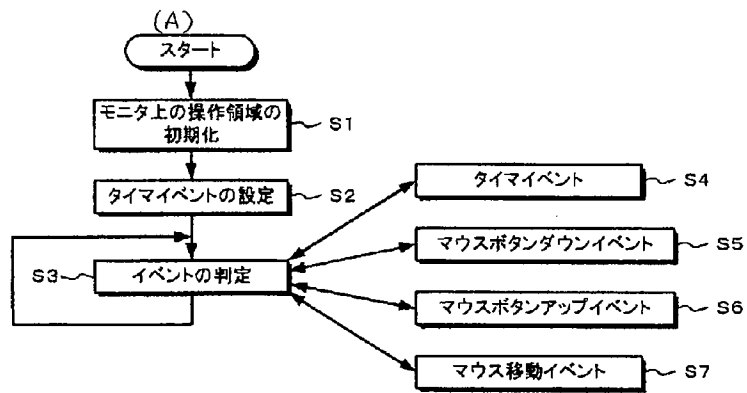 (A)
スタート
モニタ上の操作領域の
初期化
S1
タイマイベントの設定
S2
S3
イベントの判定
タイマイベント
S4
マウスボタンダウンイベント
S5
マウスボタンアップイベント
S6
マウス移動イベント
S7